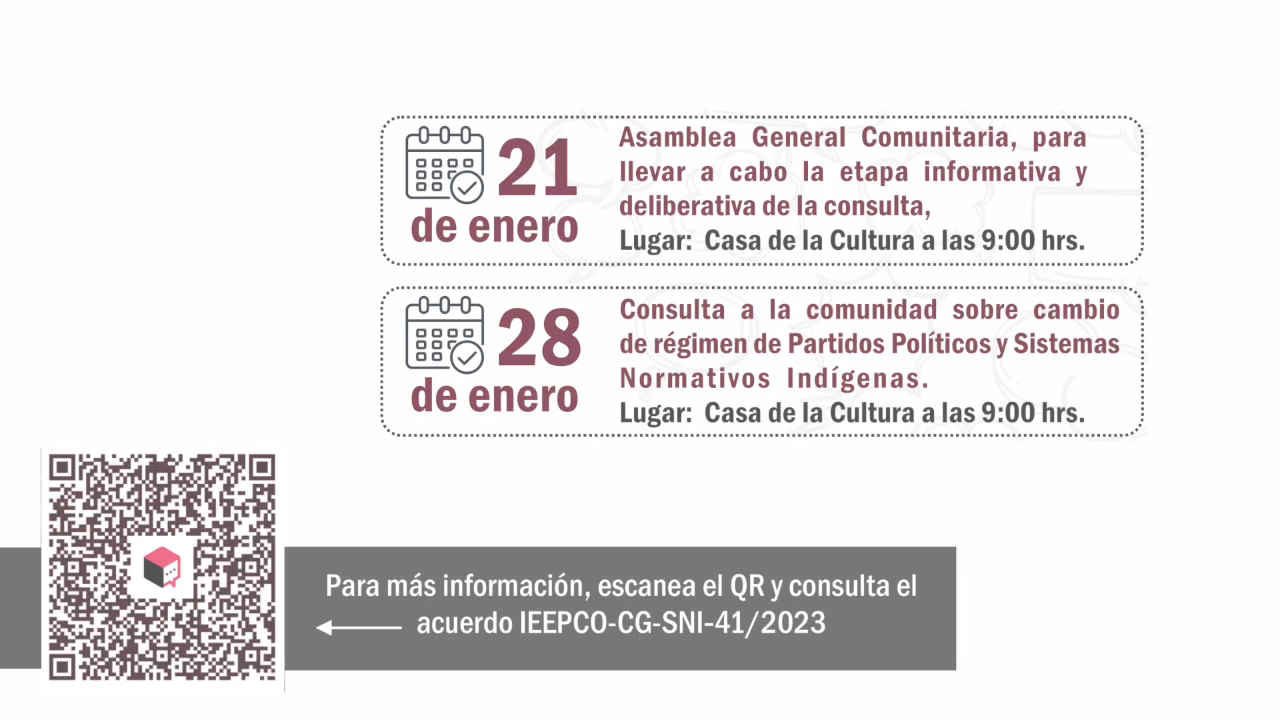 21
de enero
Asamblea General Comunitaria, para
llevar a cabo la etapa informativa y
deliberativa de la consulta,
Lugar: Casa de la Cultura a las 9:00 hrs.
28
de enero
Consulta a la comunidad sobre cambio
de régimen de Partidos Políticos y Sistemas
Normativos Indígenas.
Lugar: Casa de la Cultura a las 9:00 hrs.
Para más información, escanea el QR y consulta el
acuerdo IEEPCO-CG-SNI-41/2023